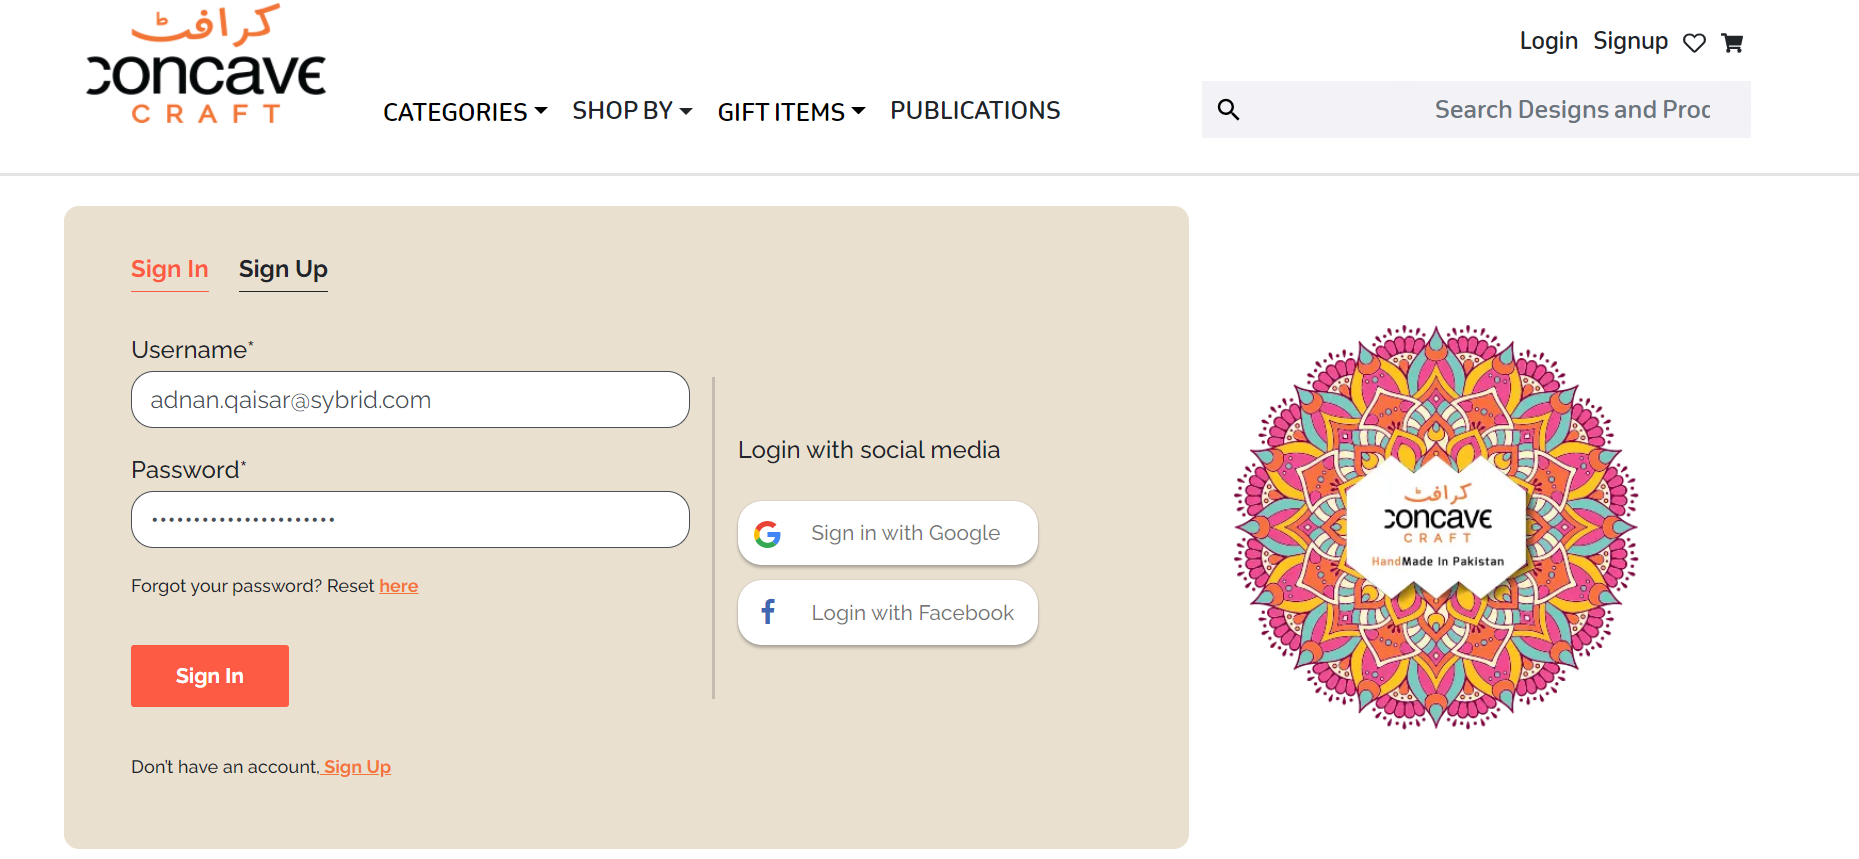 کرافٹ
concave
CRAFT
Login Signup
CATEGORIES SHOP BY GIFT ITEMS PUBLICATIONS
Search Designs and Proc
Sign In Sign Up
Username*
adnan.qaisar@sybrid.com
Password*
••••••••••••••••••••••
Forgot your password? Reset here
Sign In
Don't have an account, Sign Up
Login with social media
Sign in with Google
Login with Facebook
کرافٹ
concave
CRAFT
HandMade In Pakistan